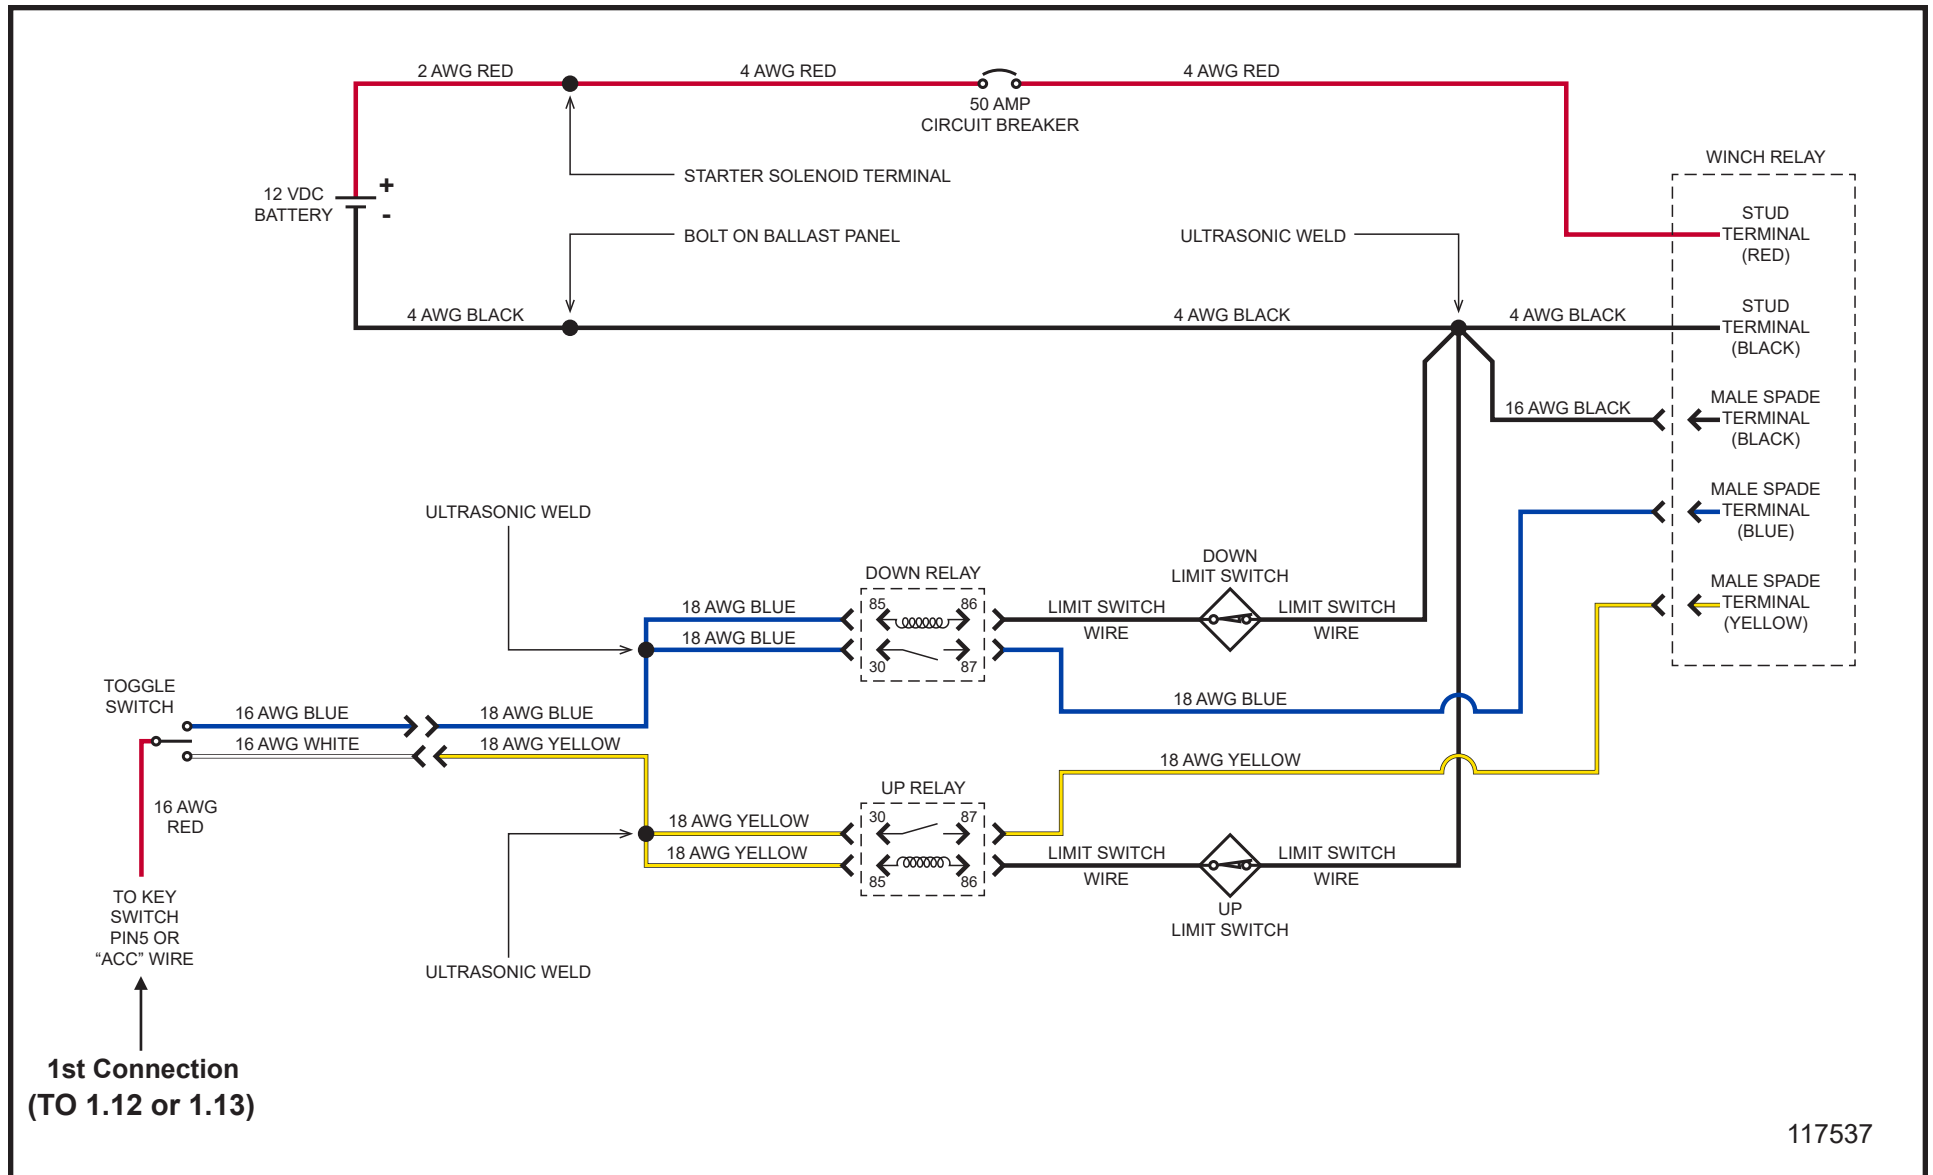 2 AWG RED
4 AWG RED
4 AWG RED
50 AMP
CIRCUIT BREAKER
WINCH RELAY
STARTER SOLENOID TERMINAL
12 VDC
BATTERY
+
-
STUD
TERMINAL
(RED)
BOLT ON BALLAST PANEL
ULTRASONIC WELD
4 AWG BLACK
4 AWG BLACK
4 AWG BLACK
STUD
TERMINAL
(BLACK)
16 AWG BLACK
MALE SPADE
TERMINAL
(BLACK)
MALE SPADE
TERMINAL
(BLUE)
MALE SPADE
TERMINAL
(YELLOW)
ULTRASONIC WELD
DOWN RELAY
85
86
30
87
DOWN
LIMIT SWITCH
18 AWG BLUE
18 AWG BLUE
LIMIT SWITCH
WIRE
LIMIT SWITCH
WIRE
TOGGLE
SWITCH
16 AWG BLUE
18 AWG BLUE
18 AWG BLUE
16 AWG WHITE
18 AWG YELLOW
18 AWG YELLOW
UP RELAY
30
87
85
86
16 AWG
RED
18 AWG YELLOW
18 AWG YELLOW
LIMIT SWITCH
WIRE
LIMIT SWITCH
WIRE
UP
LIMIT SWITCH
TO KEY
SWITCH
PIN5 OR
“ACC” WIRE
ULTRASONIC WELD
1st Connection
(TO 1.12 or 1.13)
117537